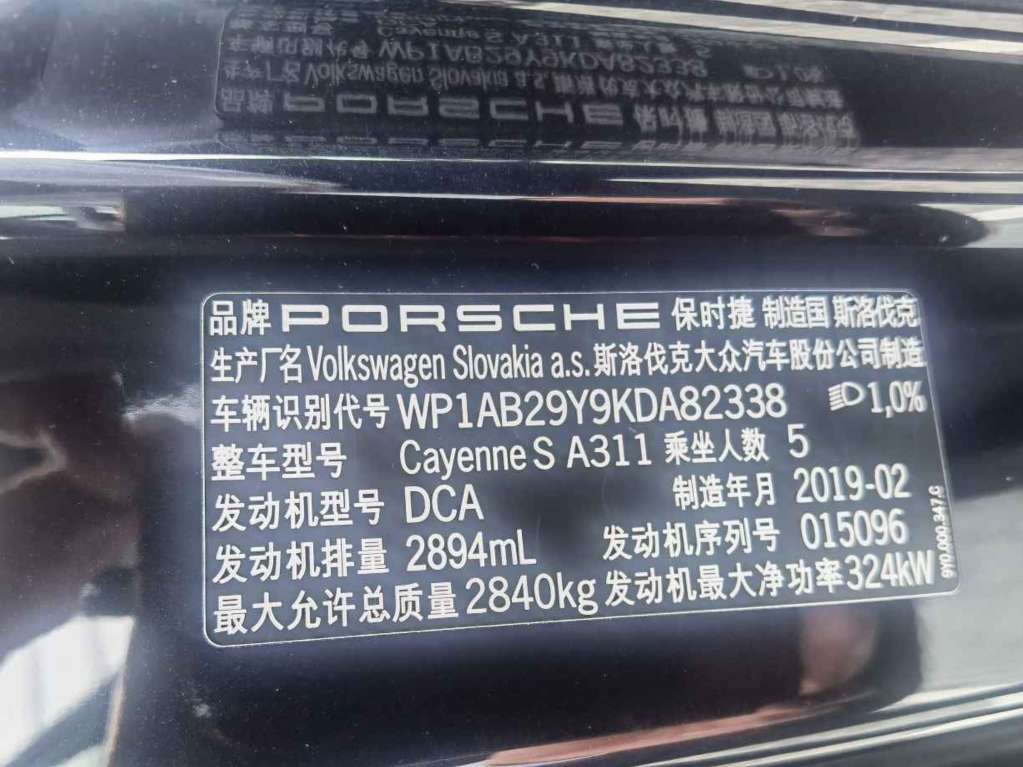 品牌 PORSCHE 保时捷 制造国 斯洛伐克
生产厂名 Volkswagen Slovakia a.s. 斯洛伐克大众汽车股份公司制造
车辆识别代号 WP1AB29Y9KDA82338 1,0%
整车型号 Cayenne S A311 乘坐人数 5
发动机型号 DCA 制造年月 2019-02
发动机排量 2894mL 发动机序列号 015096
最大允许总质量 2840kg 发动机最大净功率 324kW
9Y0.000.347.G